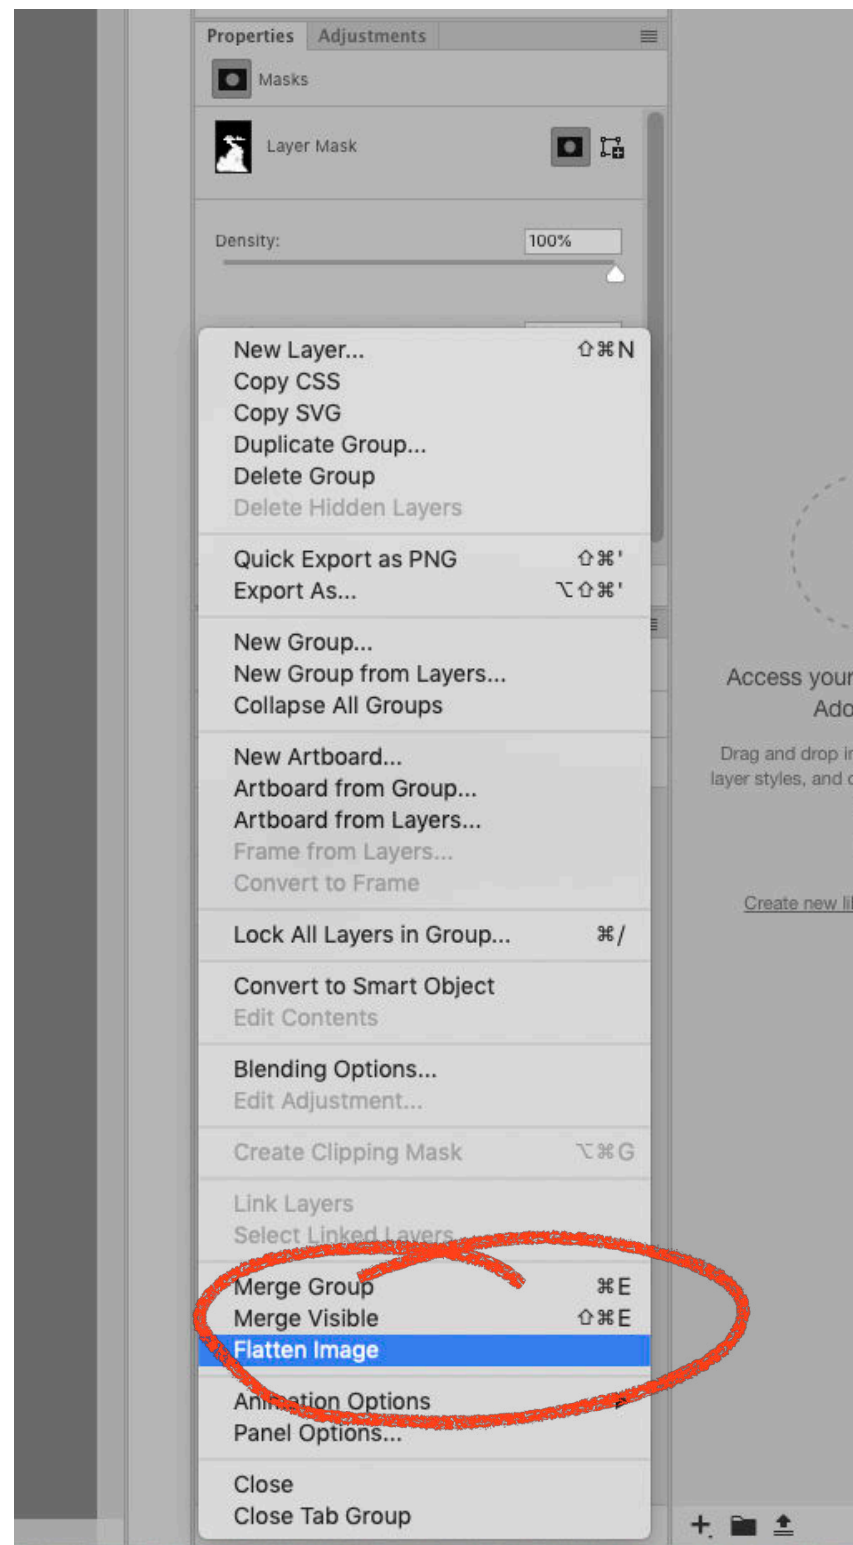 Properties Adjustments
Masks
Layer Mask
Density: 100%
New Layer... ⇧⌘N
Copy CSS
Copy SVG
Duplicate Group...
Delete Group
Delete Hidden Layers
Quick Export as PNG ⇧⌘'
Export As... ⌥⇧⌘'
New Group...
New Group from Layers...
Collapse All Groups
New Artboard...
Artboard from Group...
Artboard from Layers...
Frame from Layers...
Convert to Frame
Lock All Layers in Group... ⌘/
Convert to Smart Object
Edit Contents
Blending Options...
Edit Adjustment...
Create Clipping Mask ⌥⌘G
Link Layers
Select Linked Layers
Merge Group ⌘E
Merge Visible ⇧⌘E
Flatten Image
Animation Options
Panel Options...
Close
Close Tab Group
Access your
Ado
Drag and drop
layer styles, and
Create new